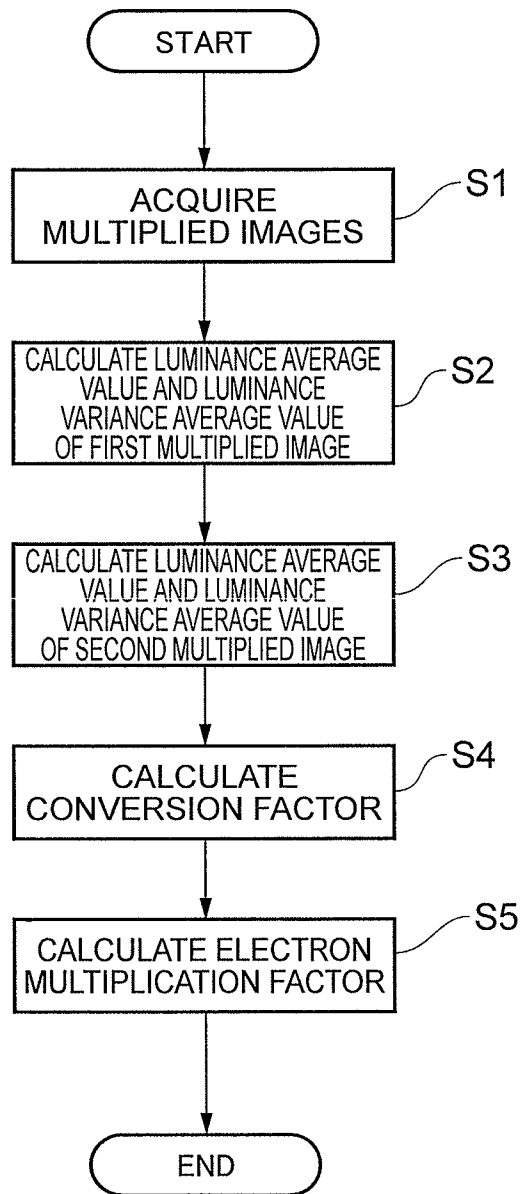 START
ACQUIRE
MULTIPLIED IMAGES
S1
CALCULATE LUMINANCE AVERAGE
VALUE AND LUMINANCE
VARIANCE AVERAGE VALUE
OF FIRST MULTIPLIED IMAGE
S2
CALCULATE LUMINANCE AVERAGE
VALUE AND LUMINANCE
VARIANCE AVERAGE VALUE
OF SECOND MULTIPLIED IMAGE
S3
CALCULATE
CONVERSION FACTOR
S4
CALCULATE ELECTRON
MULTIPLICATION FACTOR
S5
END